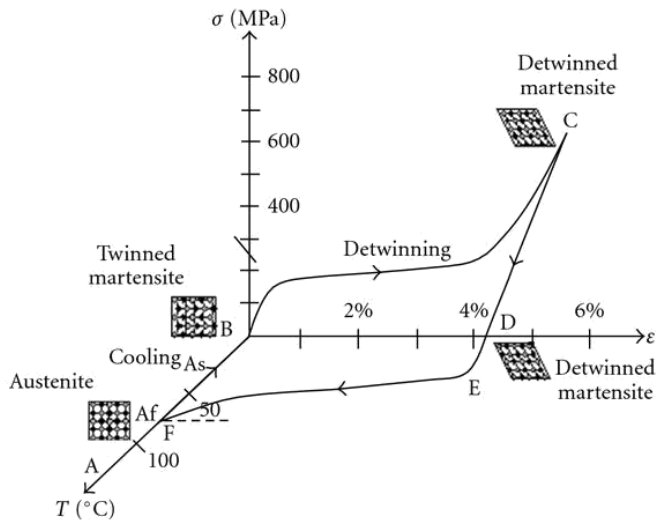 σ (MPa)
800
600
400
Detwinned
martensite
C
Twinned
martensite
Detwinning
B
2%
4%
6%
D
ε
Cooling
As
Detwinned
martensite
Austenite
E
Af
50
F
A
100
T (°C)